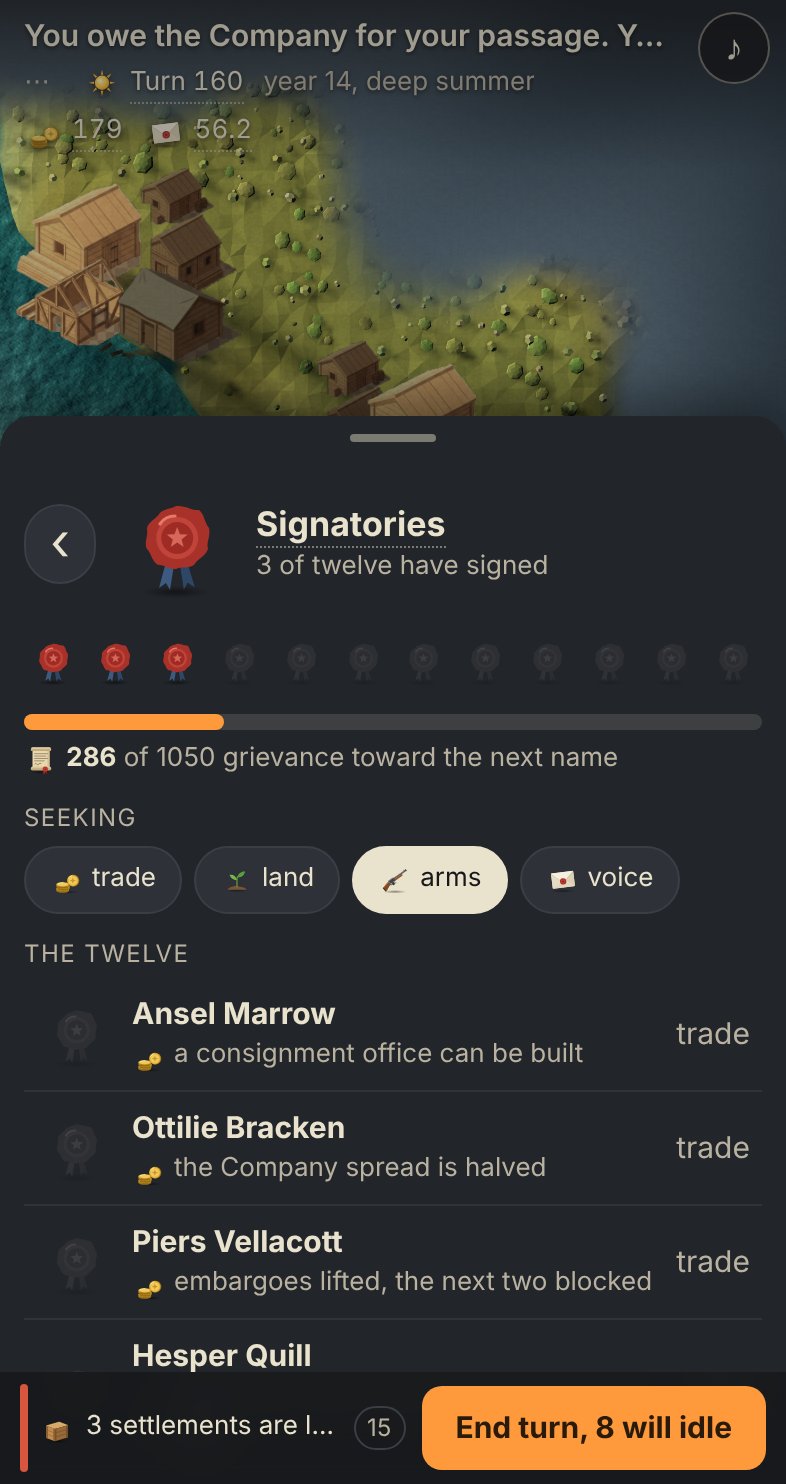 You owe the Company for your passage. Y...
... Turn 160 year 14, deep summer
179 56.2
Signatories
3 of twelve have signed
286 of 1050 grievance toward the next name
SEEKING
trade land arms voice
THE TWELVE
Ansel Marrow
a consignment office can be built
trade
Ottilie Bracken
the Company spread is halved
trade
Piers Vellacott
embargoes lifted, the next two blocked
trade
Hesper Quill
3 settlements are l... 15 End turn, 8 will idle